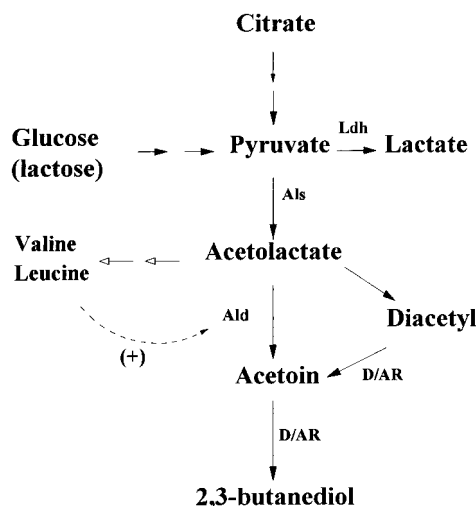 Citrate
Ldh
Glucose
(lactose)
Pyruvate
Lactate
Als
Valine
Leucine
Acetolactate
Ald
Diacetyl
(+)
Acetoin
D/AR
D/AR
2,3-butanediol